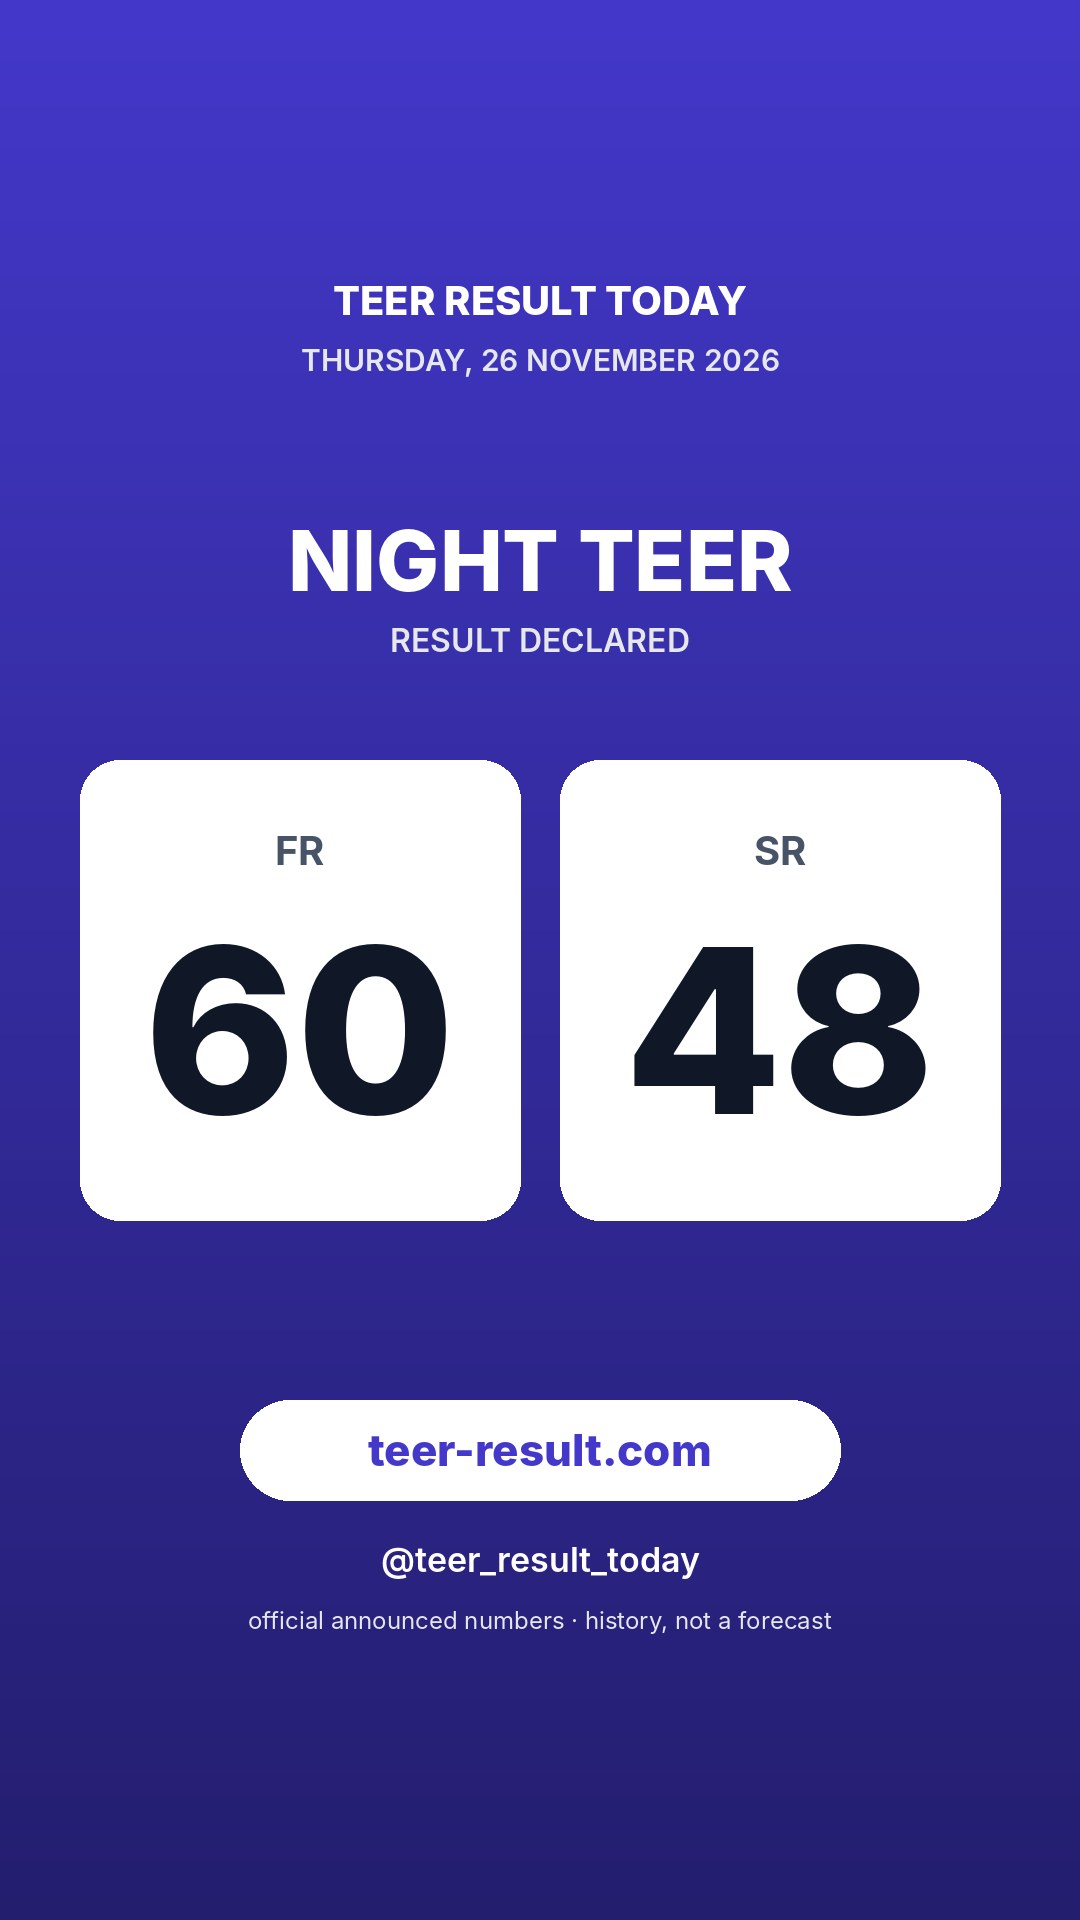 TEER RESULT TODAY
THURSDAY, 26 NOVEMBER 2026
NIGHT TEER
RESULT DECLARED
FR
60
SR
48
teer-result.com
@teer_result_today
official announced numbers · history, not a forecast